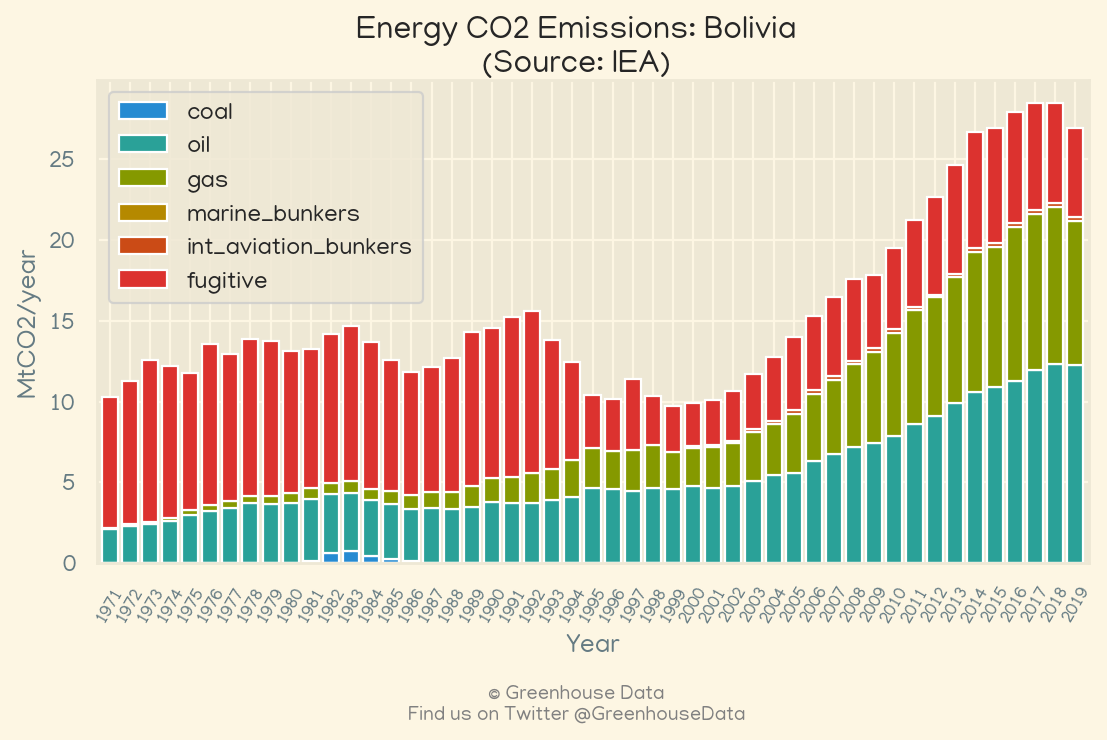 Energy CO2 Emissions: Bolivia
(Source: IEA)
coal
oil
gas
marine_bunkers
int_aviation_bunkers
fugitive
MtCO2/year
25
20
15
10
5
0
1971 1972 1973 1974 1975 1976 1977 1978 1979 1980 1981 1982 1983 1984 1985 1986 1987 1988 1989 1990 1991 1992 1993 1994 1995 1996 1997 1998 1999 2000 2001 2002 2003 2004 2005 2006 2007 2008 2009 2010 2011 2012 2013 2014 2015 2016 2017 2018 2019
Year
© Greenhouse Data
Find us on Twitter @GreenhouseData